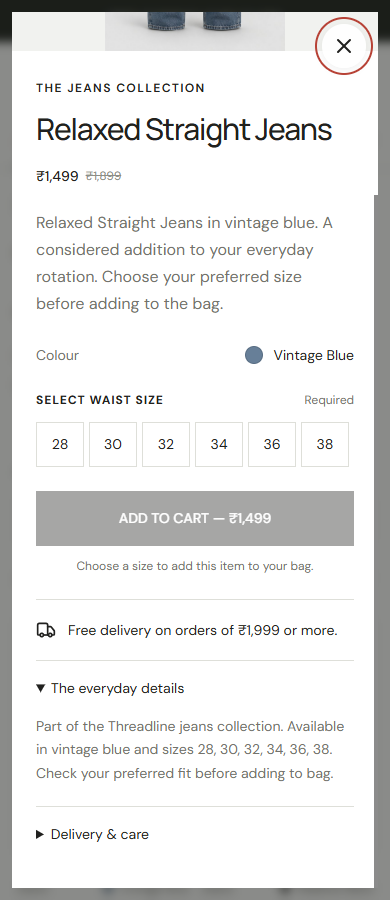 THE JEANS COLLECTION
Relaxed Straight Jeans
₹1,499 ₹1,899
Relaxed Straight Jeans in vintage blue. A
considered addition to your everyday
rotation. Choose your preferred size
before adding to the bag.
Colour Vintage Blue
SELECT WAIST SIZE Required
28 30 32 34 36 38
ADD TO CART — ₹1,499
Choose a size to add this item to your bag.
Free delivery on orders of ₹1,999 or more.
The everyday details
Part of the Threadline jeans collection. Available
in vintage blue and sizes 28, 30, 32, 34, 36, 38.
Check your preferred fit before adding to bag.
Delivery & care